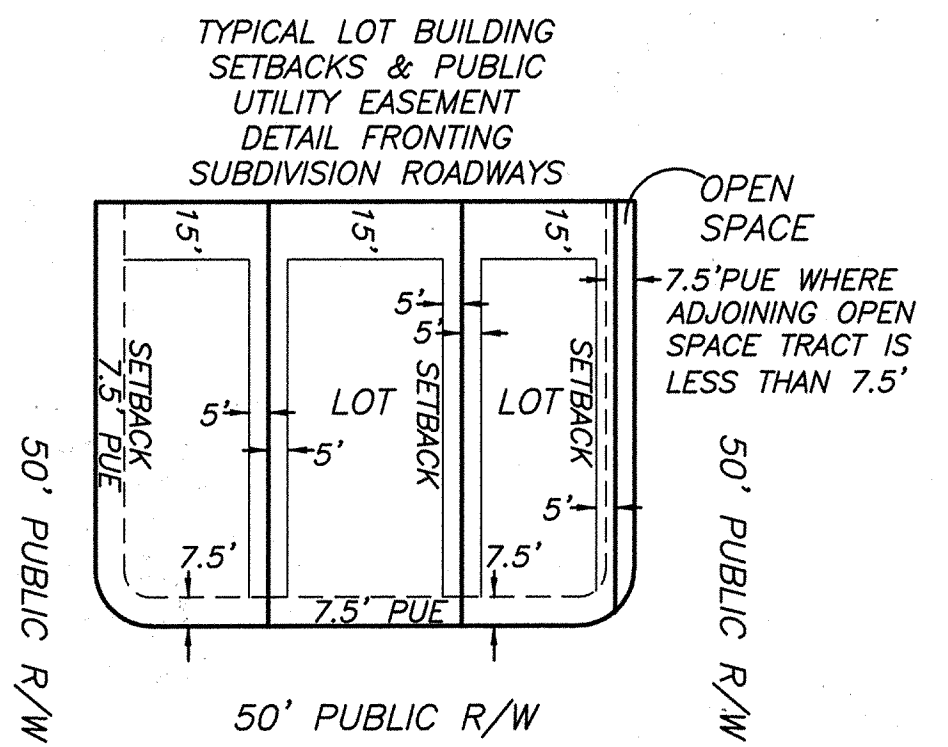 TYPICAL LOT BUILDING
SETBACKS & PUBLIC
UTILITY EASEMENT
DETAIL FRONTING
SUBDIVISION ROADWAYS
OPEN
SPACE
15'
15'
15'
7.5'PUE WHERE
ADJOINING OPEN
SPACE TRACT IS
LESS THAN 7.5'
5'
5'
SETBACK
7.5' PUE
LOT
SETBACK
LOT
SETBACK
5'
5'
5'
7.5'
7.5'
7.5' PUE
50' PUBLIC R/W
50' PUBLIC R/W
50' PUBLIC R/W